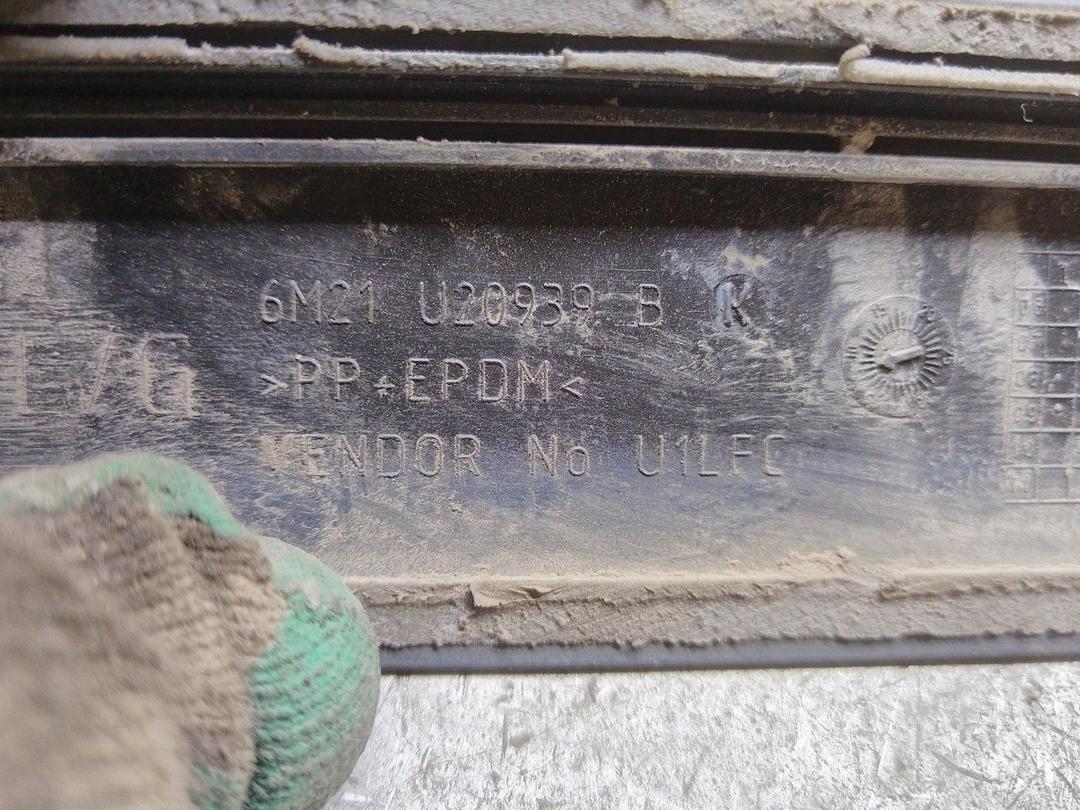 6M21 U20939 B K
>PP+EPDM<
/G
VENDOR No U1LFC